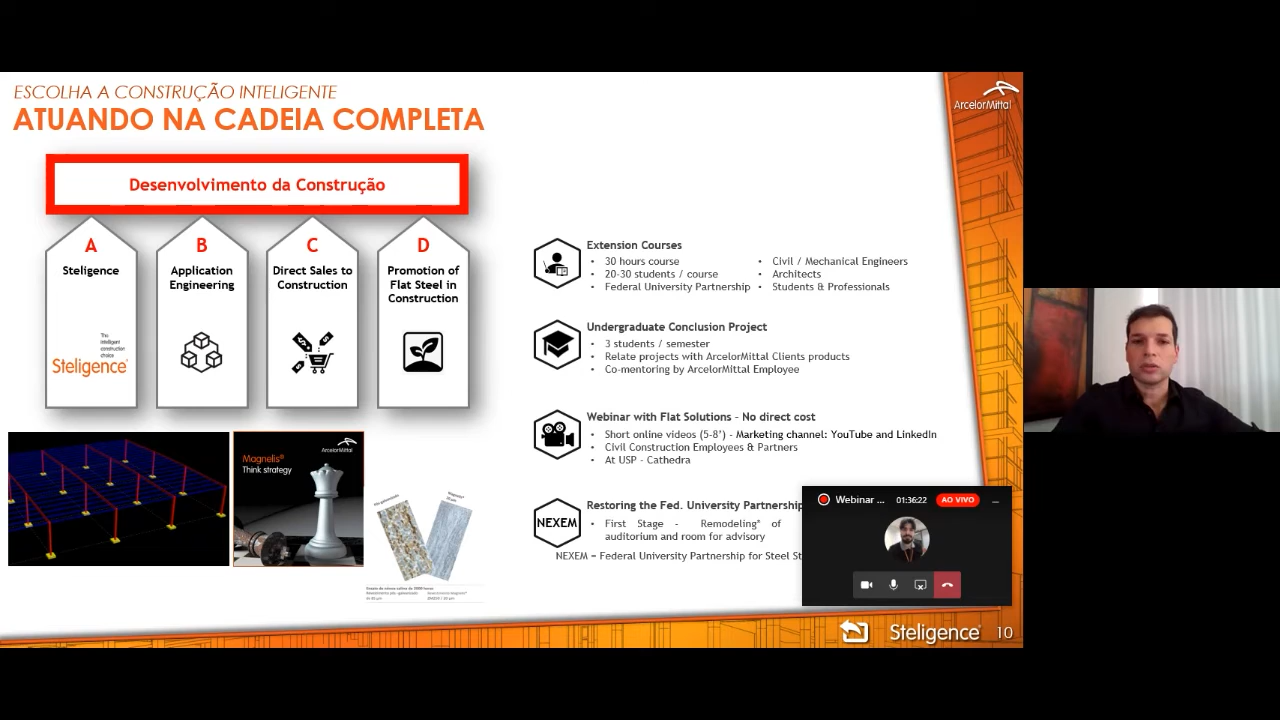 ESCOLHA A CONSTRUÇÃO INTELIGENTE
ATUANDO NA CADEIA COMPLETA
ArcelorMittal
Desenvolvimento da Construção
A
Steligence
The
intelligent
construction
choice
Steligence®
B
Application
Engineering
C
Direct Sales to
Construction
D
Promotion of
Flat Steel in
Construction
ArcelorMittal
Magnelis®
Think strategy
Extension Courses
• 30 hours course
• 20-30 students / course
• Federal University Partnership
• Civil / Mechanical Engineers
• Architects
• Students & Professionals
Undergraduate Conclusion Project
• 3 students / semester
• Relate projects with ArcelorMittal Clients products
• Co-mentoring by ArcelorMittal Employee
Webinar with Flat Solutions – No direct cost
• Short online videos (5-8’) - Marketing channel: YouTube and LinkedIn
• Civil Construction Employees & Partners
• At USP - Cathedra
NEXEM
Restoring the Fed. University Partnership
• First Stage - Remodeling* of
auditorium and room for advisory
NEXEM = Federal University Partnership for Steel St
Webinar ...
01:36:22
AO VIVO
Steligence®
10